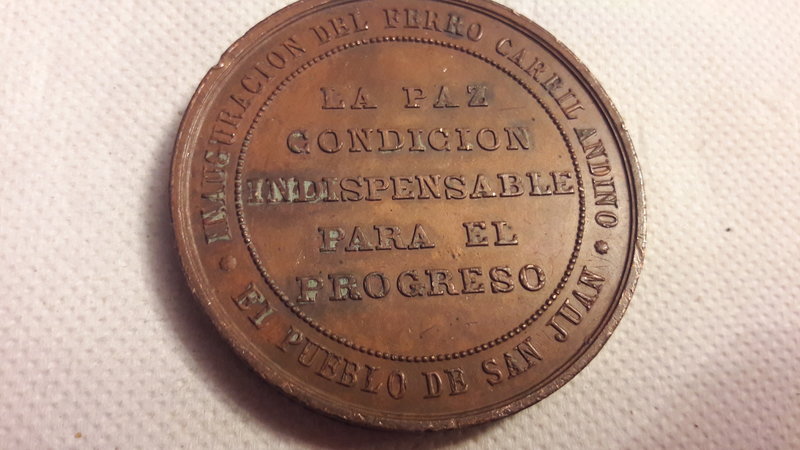 INAUGURACION DEL FERRO CARRIL ANDINO
LA PAZ
CONDICION
INDISPENSABLE
PARA EL
PROGRESO
El PUEBLO DE SAN JUAN